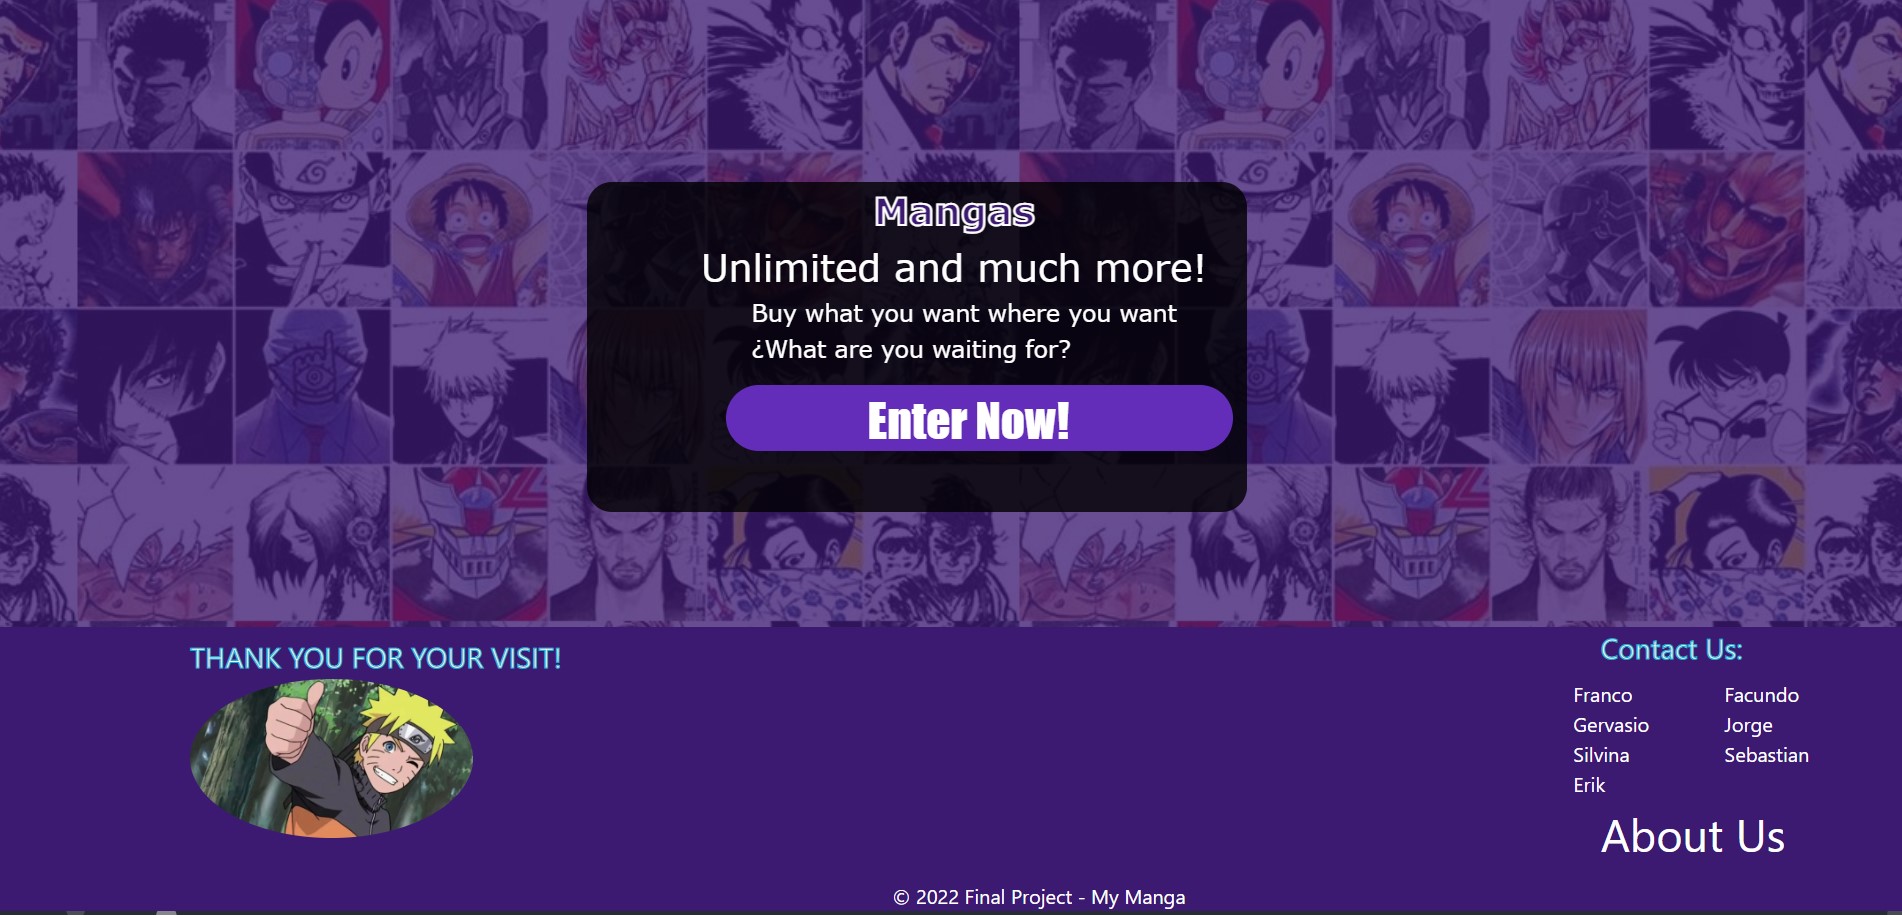 Mangas
Unlimited and much more!
Buy what you want where you want
¿What are you waiting for?
Enter Now!
THANK YOU FOR YOUR VISIT!
Contact Us:
Franco
Facundo
Gervasio
Jorge
Silvina
Sebastian
Erik
About Us
© 2022 Final Project - My Manga